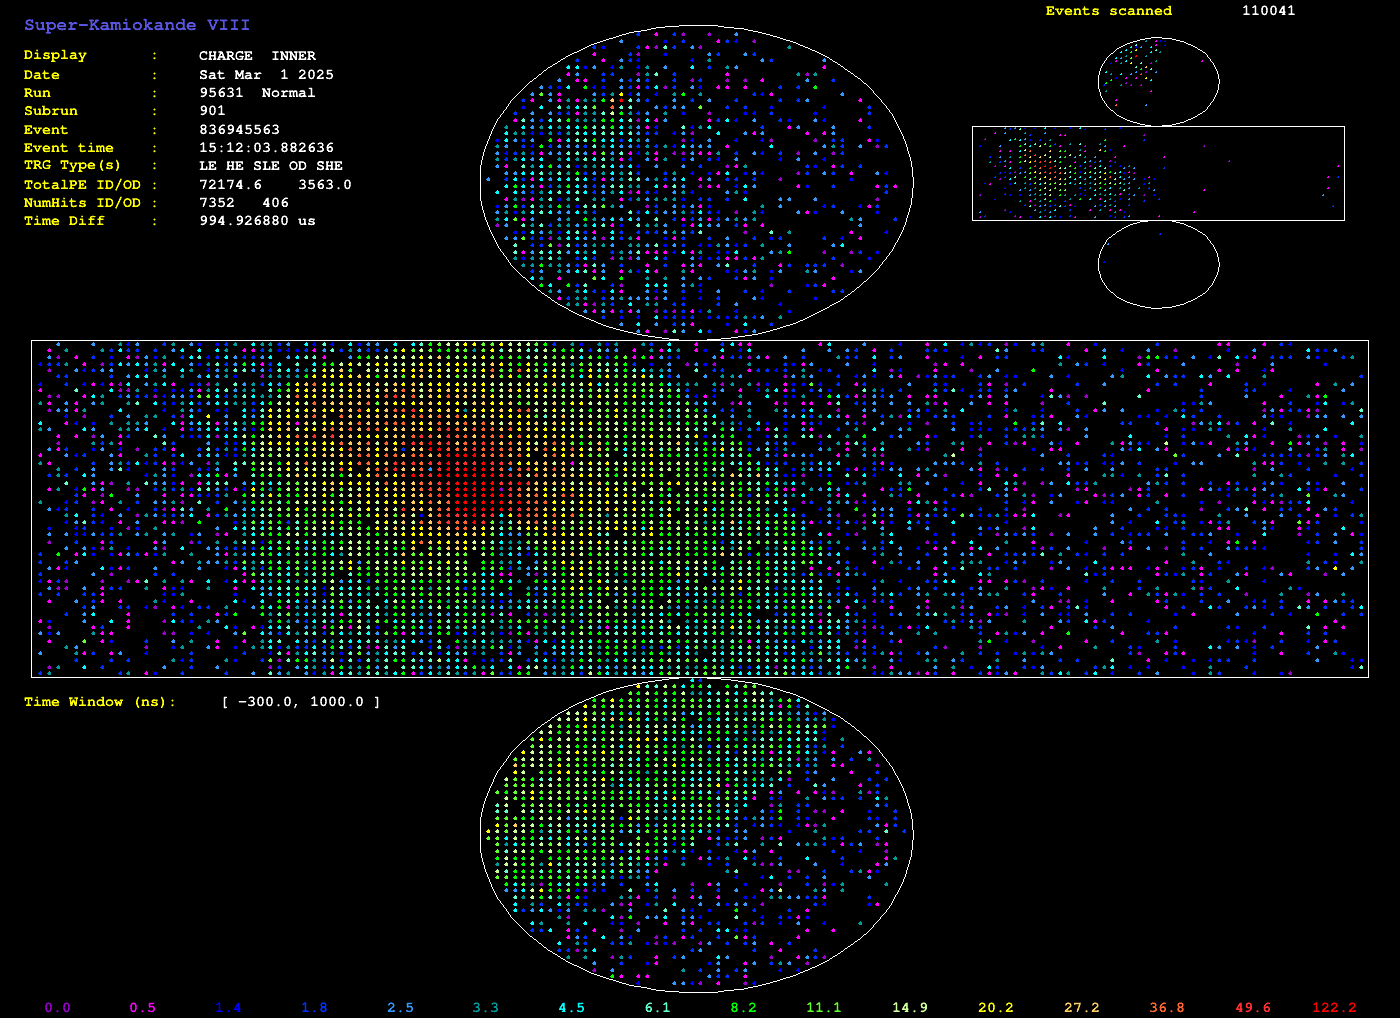 Super-Kamiokande VIII
Events scanned 110041
Display : CHARGE INNER
Date : Sat Mar 1 2025
Run : 95631 Normal
Subrun : 901
Event : 836945563
Event time : 15:12:03.882636
TRG Type(s) : LE HE SLE OD SHE
TotalPE ID/OD : 72174.6 3563.0
NumHits ID/OD : 7352 406
Time Diff : 994.926880 us
Time Window (ns): [ -300.0, 1000.0 ]
0.0 0.5 1.4 1.8 2.5 3.3 4.5 6.1 8.2 11.1 14.9 20.2 27.2 36.8 49.6 122.2